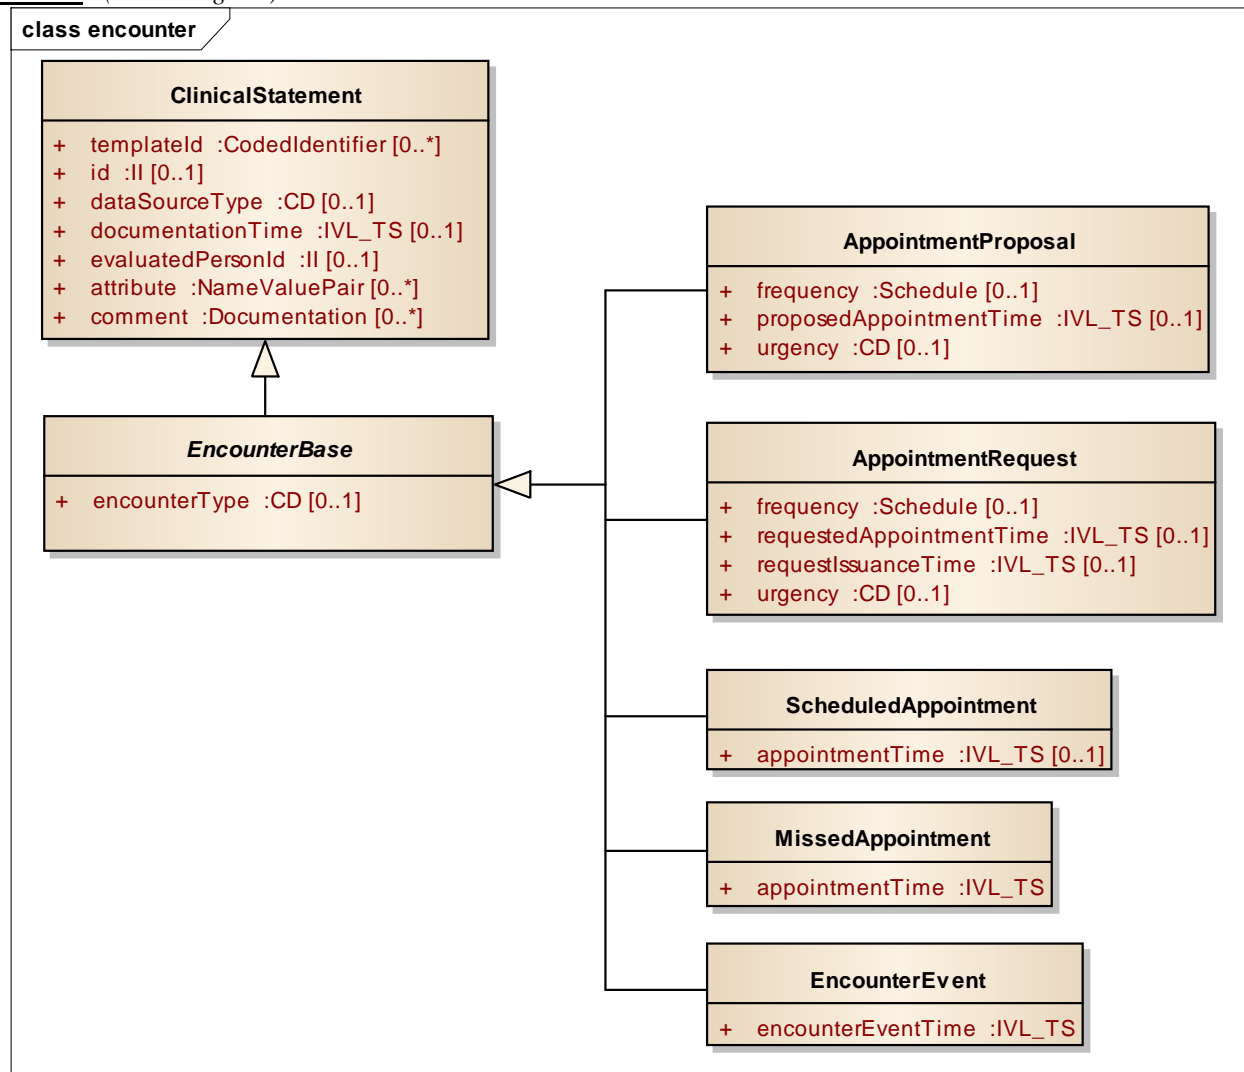 class encounter
ClinicalStatement
+ templateId :CodedIdentifier [0..*]
+ id :II [0..1]
+ dataSourceType :CD [0..1]
+ documentationTime :IVL_TS [0..1]
+ evaluatedPersonId :II [0..1]
+ attribute :NameValuePair [0..*]
+ comment :Documentation [0..*]
EncounterBase
+ encounterType :CD [0..1]
AppointmentProposal
+ frequency :Schedule [0..1]
+ proposedAppointmentTime :IVL_TS [0..1]
+ urgency :CD [0..1]
AppointmentRequest
+ frequency :Schedule [0..1]
+ requestedAppointmentTime :IVL_TS [0..1]
+ requestIssuanceTime :IVL_TS [0..1]
+ urgency :CD [0..1]
ScheduledAppointment
+ appointmentTime :IVL_TS [0..1]
MissedAppointment
+ appointmentTime :IVL_TS
EncounterEvent
+ encounterEventTime :IVL_TS